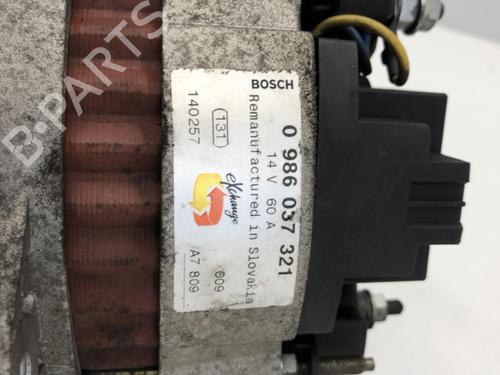 BOSCH
0 986 037 321
14 V 60 A
Remanufactured in Slovakia
131
140257
eXchange
009
A7 809
B-PARTS